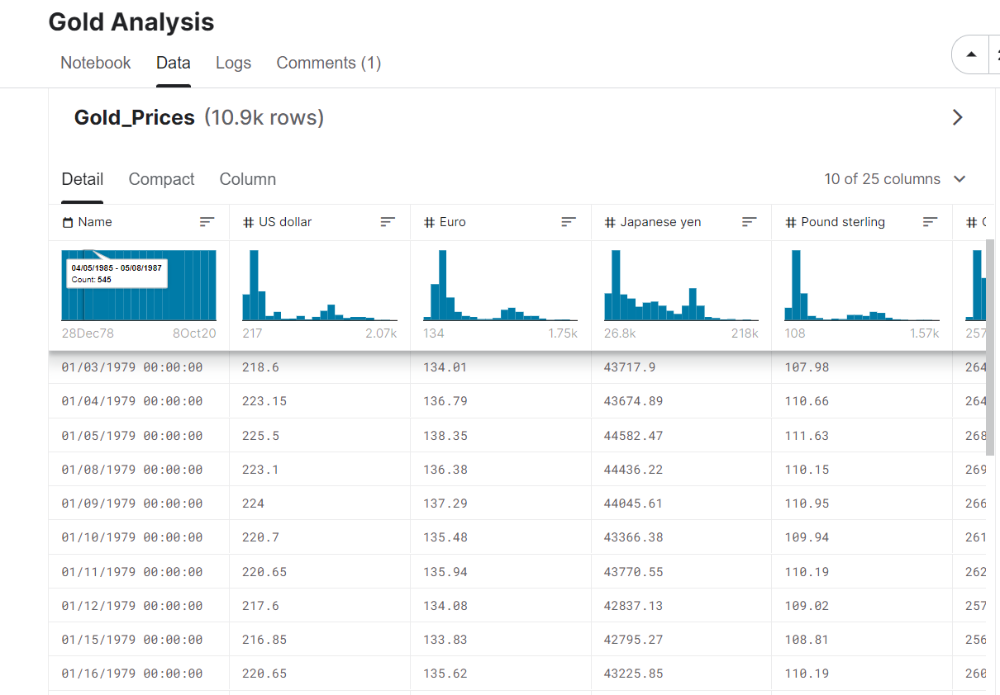 Gold Analysis
Notebook Data Logs Comments (1)
Gold_Prices (10.9k rows)
Detail Compact Column 10 of 25 columns
Name # US dollar # Euro # Japanese yen # Pound sterling #
04/05/1985 - 05/08/1987
Count: 545
28Dec78 8Oct20 217 2.07k 134 1.75k 26.8k 218k 108 1.57k 257
01/03/1979 00:00:00 218.6 134.01 43717.9 107.98 264
01/04/1979 00:00:00 223.15 136.79 43674.89 110.66 264
01/05/1979 00:00:00 225.5 138.35 44582.47 111.63 268
01/08/1979 00:00:00 223.1 136.38 44436.22 110.15 269
01/09/1979 00:00:00 224 137.29 44045.61 110.95 266
01/10/1979 00:00:00 220.7 135.48 43366.38 109.94 261
01/11/1979 00:00:00 220.65 135.94 43770.55 110.19 262
01/12/1979 00:00:00 217.6 134.08 42837.13 109.02 257
01/15/1979 00:00:00 216.85 133.83 42795.27 108.81 256
01/16/1979 00:00:00 220.65 135.62 43225.85 110.19 260